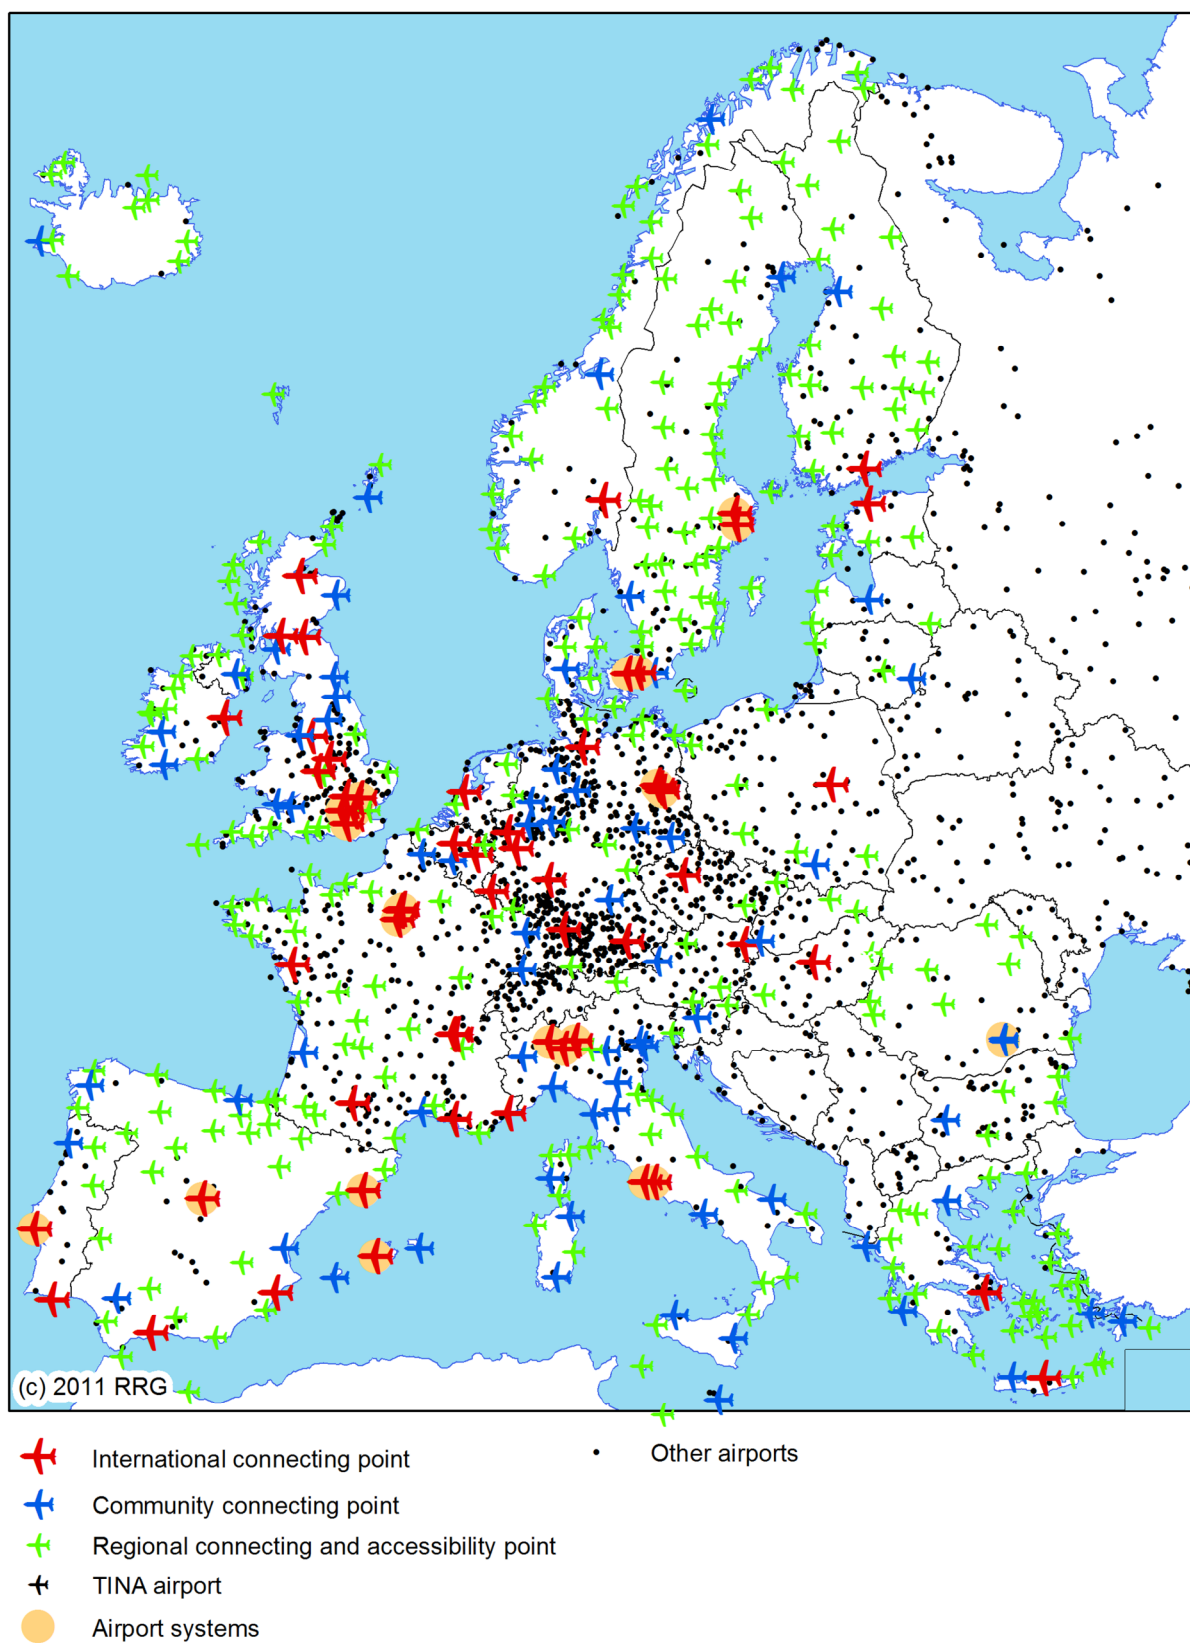 (c) 2011 RRG
International connecting point
Other airports
Community connecting point
Regional connecting and accessibility point
TINA airport
Airport systems